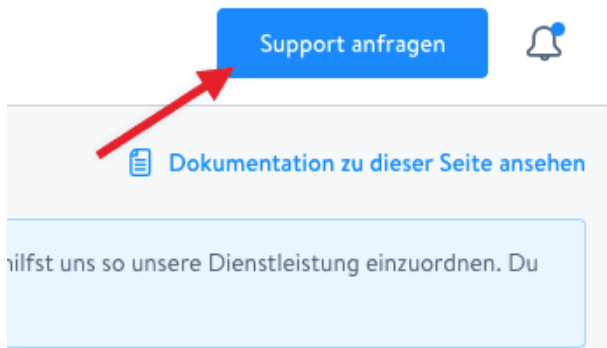 Support anfragen
Dokumentation zu dieser Seite ansehen
hilfst uns so unsere Dienstleistung einzuordnen. Du